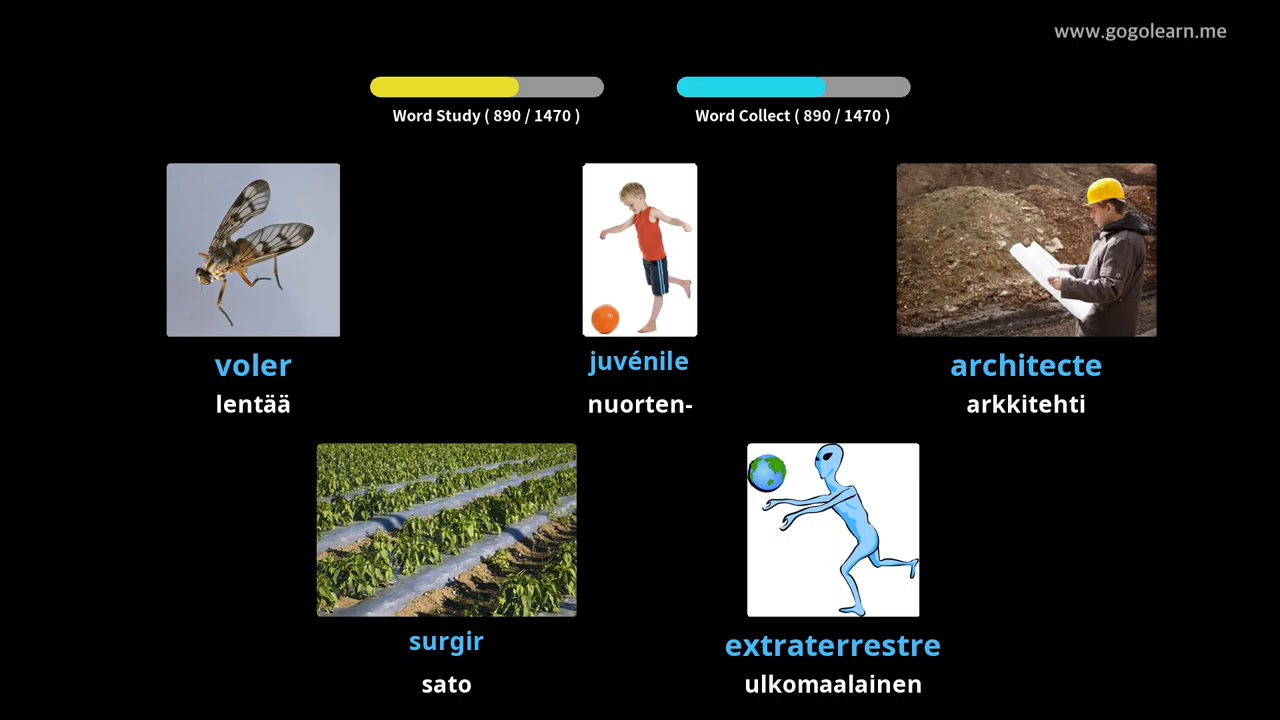 www.gogolearn.me
Word Study ( 890 / 1470 )
Word Collect ( 890 / 1470 )
voler
lentää
juvénile
nuorten-
architecte
arkkitehti
surgir
sato
extraterrestre
ulkomaalainen